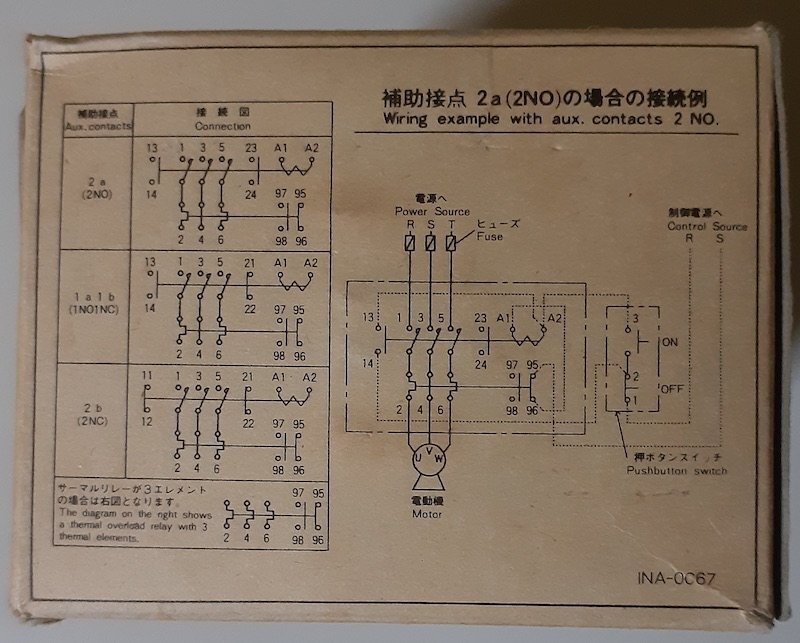 補助接点 2a(2NO)の場合の接続例
Wiring example with aux. contacts 2 NO.
補助接点
Aux. contacts
接続図
Connection
2a
(2NO)
13 1 3 5 23 A1 A2
14 24 97 95
2 4 6 98 96
1a1b
(1NO1NC)
13 1 3 5 21 A1 A2
14 22 97 95
2 4 6 98 96
2b
(2NC)
11 1 3 5 21 A1 A2
12 22 97 95
2 4 6 98 96
サーマルリレーが3エレメント
の場合は右図となります。
The diagram on the right shows
a thermal overload relay with 3
thermal elements.
97 95
2 4 6 98 96
電源へ
Power Source
R S T
ヒューズ
Fuse
制御電源へ
Control Source
R S
13 1 3 5 23 A1 A2
14 24 97 95
2 4 6 98 96
3
ON
2
OFF
1
押ボタンスイッチ
Pushbutton switch
U V W
電動機
Motor
INA-0C67